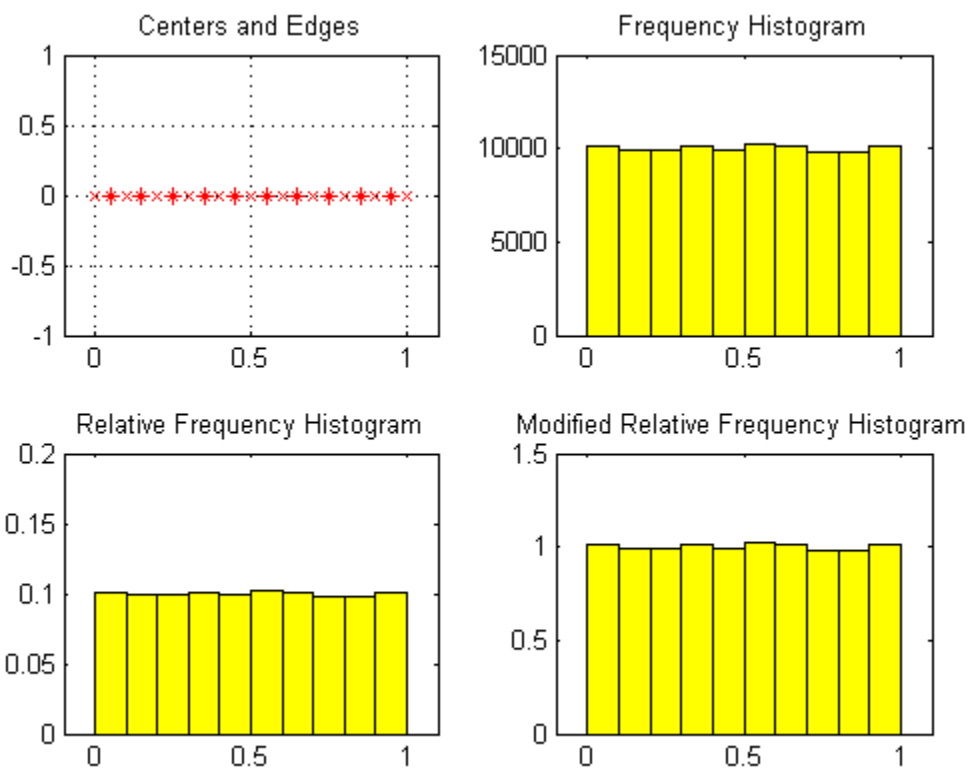 Centers and Edges
1
0.5
0
-0.5
-1
0 0.5 1
Frequency Histogram
15000
10000
5000
0
0 0.5 1
Relative Frequency Histogram
0.2
0.15
0.1
0.05
0
0 0.5 1
Modified Relative Frequency Histogram
1.5
1
0.5
0
0 0.5 1